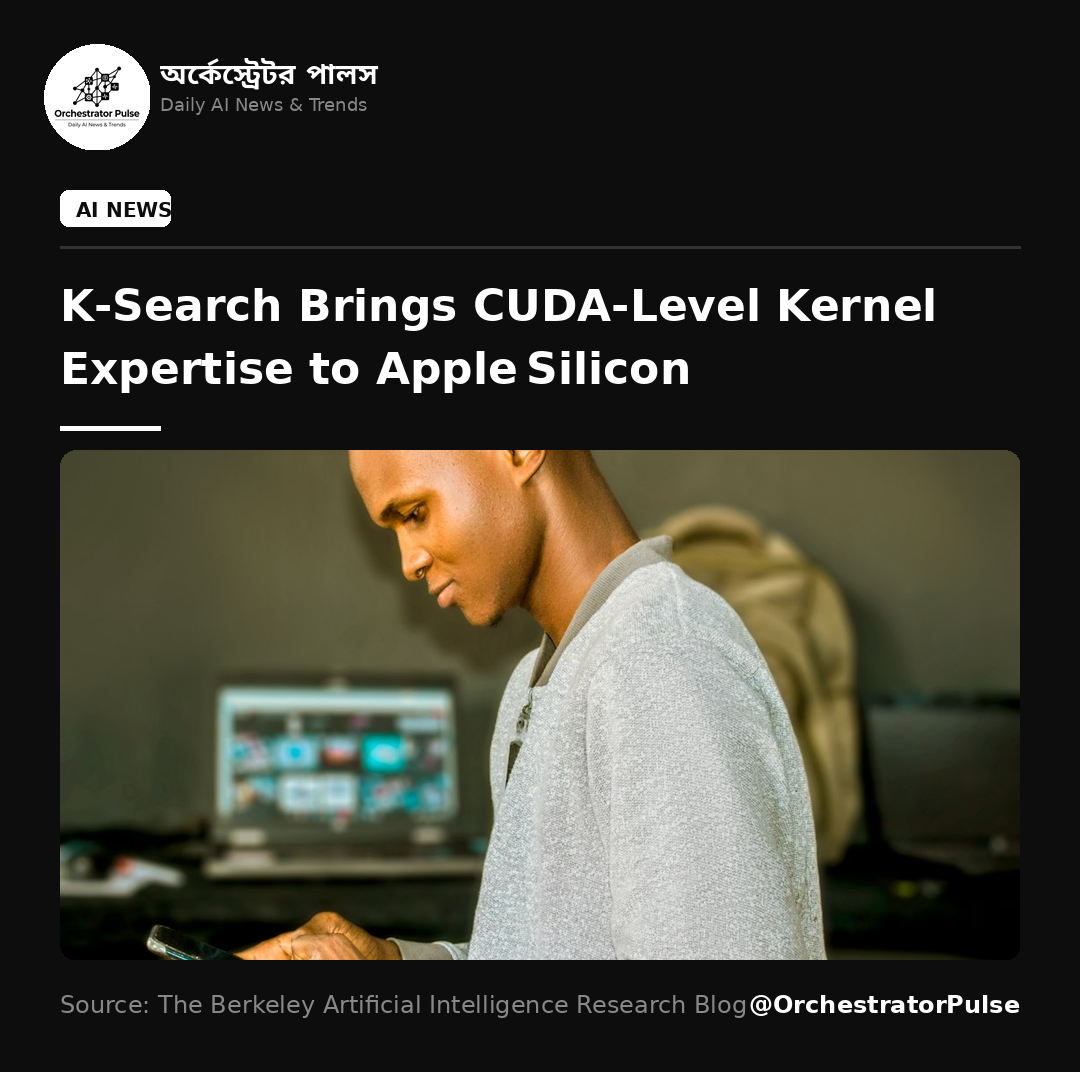 অর্কেস্ট্রেটর পালস
Daily AI News & Trends
Orchestrator Pulse
Daily AI News & Trends
AI NEWS
K-Search Brings CUDA-Level Kernel
Expertise to Apple Silicon
Source: The Berkeley Artificial Intelligence Research Blog
@OrchestratorPulse